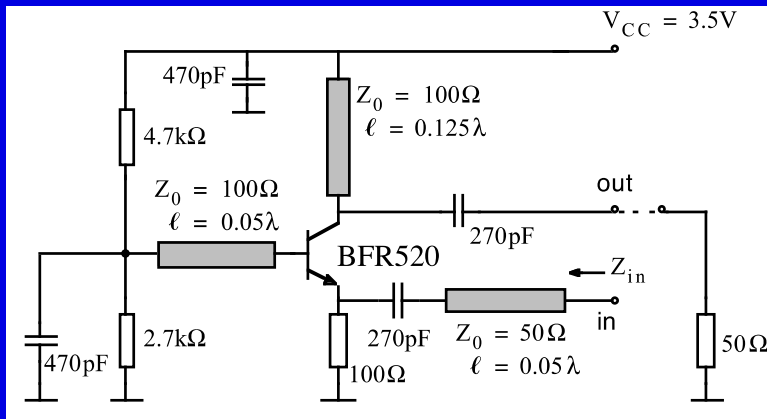 V_CC = 3.5V
470pF
Z_0 = 100Ω
ℓ = 0.125λ
4.7kΩ
Z_0 = 100Ω
ℓ = 0.05λ
out
270pF
BFR520
Z_in
in
2.7kΩ
270pF
Z_0 = 50Ω
ℓ = 0.05λ
50Ω
470pF
100Ω